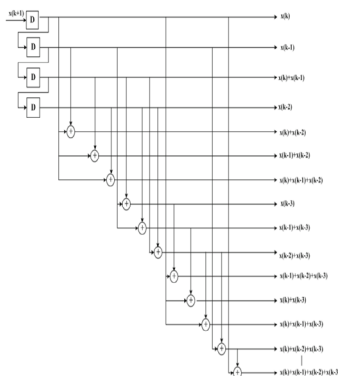 x(k+1)
D
x(k)
D
x(k-1)
D
x(k)+x(k-1)
D
x(k-2)
x(k)+x(k-2)
x(k-1)+x(k-2)
x(k)+x(k-1)+x(k-2)
x(k-3)
x(k-1)+x(k-3)
x(k-2)+x(k-3)
x(k-1)+x(k-2)+x(k-3)
x(k)+x(k-3)
x(k)+x(k-1)+x(k-3)
x(k)+x(k-2)+x(k-3)
x(k)+x(k-1)+x(k-2)+x(k-3